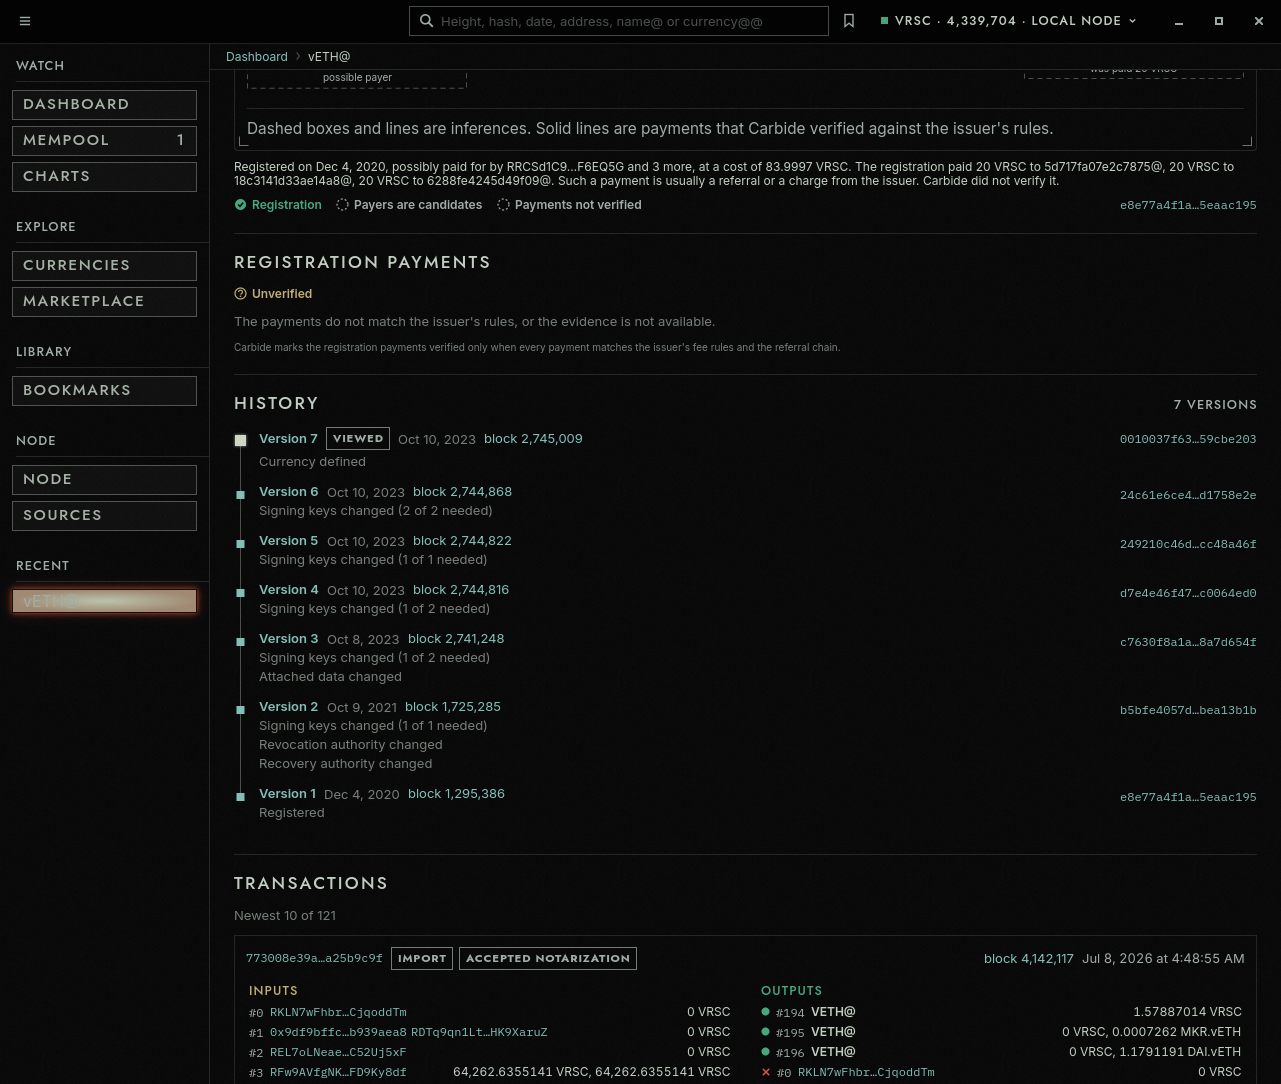 Height, hash, date, address, name@ or currency@@
VRSC · 4,339,704 · LOCAL NODE
WATCH
DASHBOARD
MEMPOOL 1
CHARTS
EXPLORE
CURRENCIES
MARKETPLACE
LIBRARY
BOOKMARKS
NODE
NODE
SOURCES
RECENT
vETH@
Dashboard › vETH@
possible payer
was paid 20 VRSC
Dashed boxes and lines are inferences. Solid lines are payments that Carbide verified against the issuer's rules.
Registered on Dec 4, 2020, possibly paid for by RRCSd1C9…F6EQ5G and 3 more, at a cost of 83.9997 VRSC. The registration paid 20 VRSC to 5d717fa07e2c7875@, 20 VRSC to
18c3141d33ae14a8@, 20 VRSC to 6288fe4245d49f09@. Such a payment is usually a referral or a charge from the issuer. Carbide did not verify it.
Registration Payers are candidates Payments not verified e8e77a4f1a…5eaac195
REGISTRATION PAYMENTS
Unverified
The payments do not match the issuer's rules, or the evidence is not available.
Carbide marks the registration payments verified only when every payment matches the issuer's fee rules and the referral chain.
HISTORY 7 VERSIONS
Version 7 VIEWED Oct 10, 2023 block 2,745,009 0010037f63…59cbe203
Currency defined
Version 6 Oct 10, 2023 block 2,744,868 24c61e6ce4…d1758e2e
Signing keys changed (2 of 2 needed)
Version 5 Oct 10, 2023 block 2,744,822 249210c46d…cc48a46f
Signing keys changed (1 of 1 needed)
Version 4 Oct 10, 2023 block 2,744,816 d7e4e46f47…c0064ed0
Signing keys changed (1 of 2 needed)
Version 3 Oct 8, 2023 block 2,741,248 c7630f8a1a…8a7d654f
Signing keys changed (1 of 2 needed)
Attached data changed
Version 2 Oct 9, 2021 block 1,725,285 b5bfe4057d…bea13b1b
Signing keys changed (1 of 1 needed)
Revocation authority changed
Recovery authority changed
Version 1 Dec 4, 2020 block 1,295,386 e8e77a4f1a…5eaac195
Registered
TRANSACTIONS
Newest 10 of 121
773008e39a…a25b9c9f IMPORT ACCEPTED NOTARIZATION block 4,142,117 Jul 8, 2026 at 4:48:55 AM
INPUTS OUTPUTS
#0 RKLN7wFhbr…CjqoddTm 0 VRSC #194 VETH@ 1.57887014 VRSC
#1 0x9df9bffc…b939aea8 RDTq9qn1Lt…HK9XaruZ 0 VRSC #195 VETH@ 0 VRSC, 0.0007262 MKR.vETH
#2 REL7oLNeae…C52Uj5xF 0 VRSC #196 VETH@ 0 VRSC, 1.1791191 DAI.vETH
#3 RFw9AVfgNK…FD9Ky8df 64,262.6355141 VRSC, 64,262.6355141 VRSC #0 RKLN7wFhbr…CjqoddTm 0 VRSC